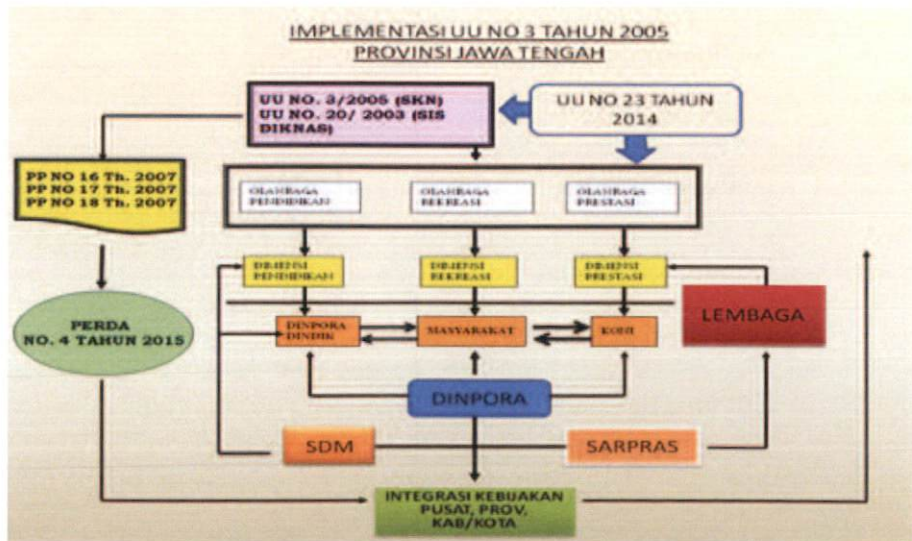 IMPLEMENTASI UU NO 3 TAHUN 2005
PROVINSI JAWA TENGAH
UU NO. 3/2005 (SKN)
UU NO. 20/ 2003 (SIS
DIKNAS)
UU NO 23 TAHUN
2014
PP NO 16 Th. 2007
PP NO 17 Th. 2007
PP NO 18 Th. 2007
OLAHRAGA
PENDIDIKAN
OLAHRAGA
REKREASI
OLAHRAGA
PRESTASI
DIMENSI
PENDIDIKAN
DIMENSI
REKREASI
DIMENSI
PRESTASI
LEMBAGA
PERDA
NO. 4 TAHUN 2015
DINPORA
DINDIK
MASYARAKAT
KONI
DINPORA
SDM
SARPRAS
INTEGRASI KEBIJAKAN
PUSAT, PROV,
KAB/KOTA